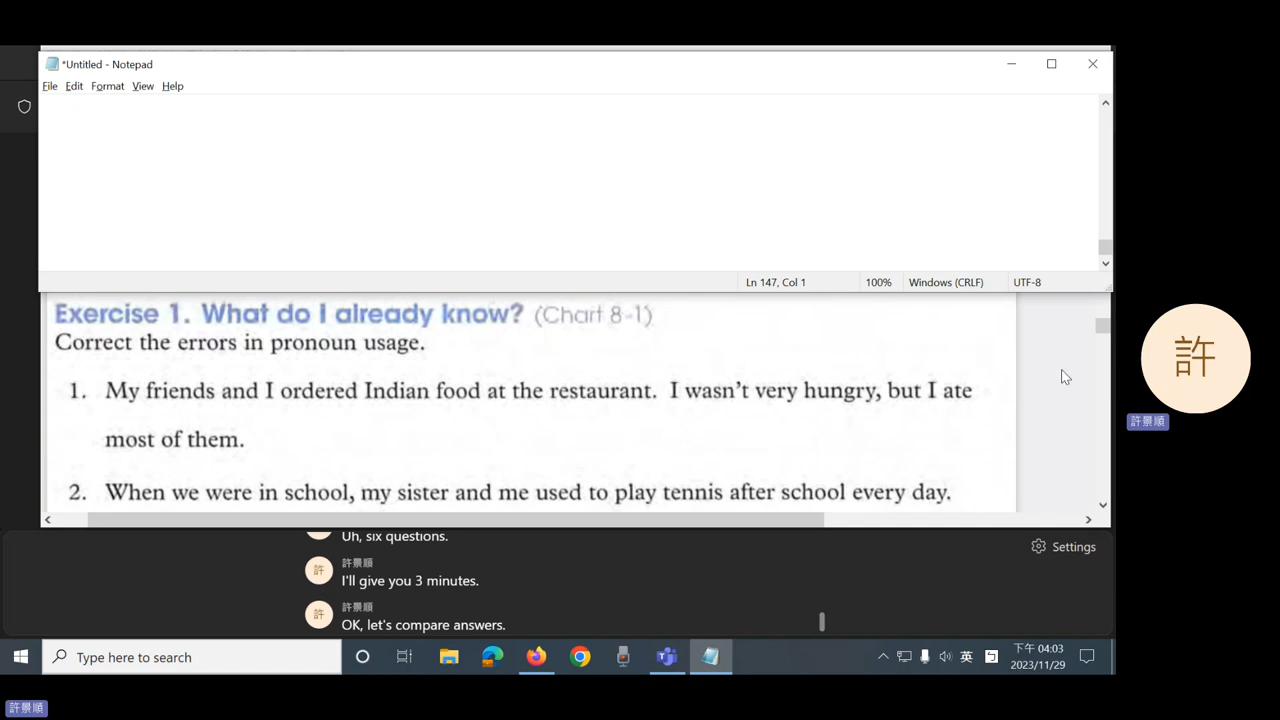 *Untitled - Notepad
File Edit Format View Help
Ln 147, Col 1 100% Windows (CRLF) UTF-8
Exercise 1. What do I already know? (Chart 8-1)
Correct the errors in pronoun usage.
1. My friends and I ordered Indian food at the restaurant. I wasn't very hungry, but I ate
most of them.
2. When we were in school, my sister and me used to play tennis after school every day.
許
許景順
Uh, six questions.
Settings
許景順
許 I'll give you 3 minutes.
許景順
許 OK, let's compare answers.
Type here to search
英
下午 04:03
2023/11/29
許景順